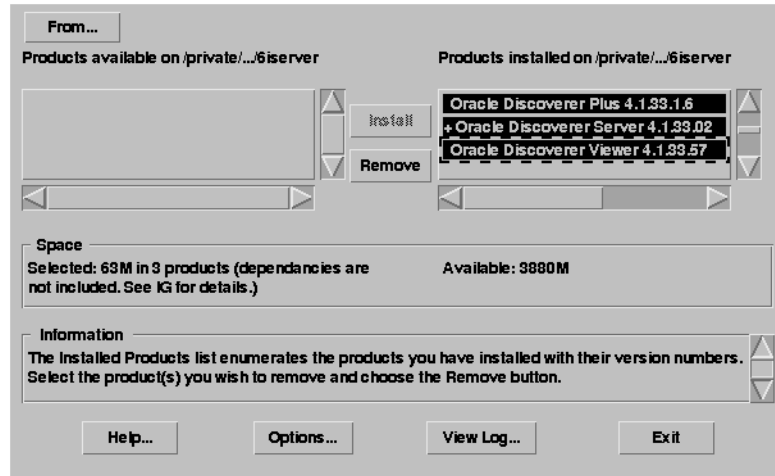 From...
Products available on /private/.../6iserver
Products installed on /private/.../6iserver
Install
Remove
Oracle Discoverer Plus 4.1.33.1.6
+ Oracle Discoverer Server 4.1.33.02
Oracle Discoverer Viewer 4.1.33.57
Space
Selected: 63M in 3 products (dependancies are
not included. See IG for details.)
Available: 3880M
Information
The Installed Products list enumerates the products you have installed with their version numbers.
Select the product(s) you wish to remove and choose the Remove button.
Help...
Options...
View Log...
Exit